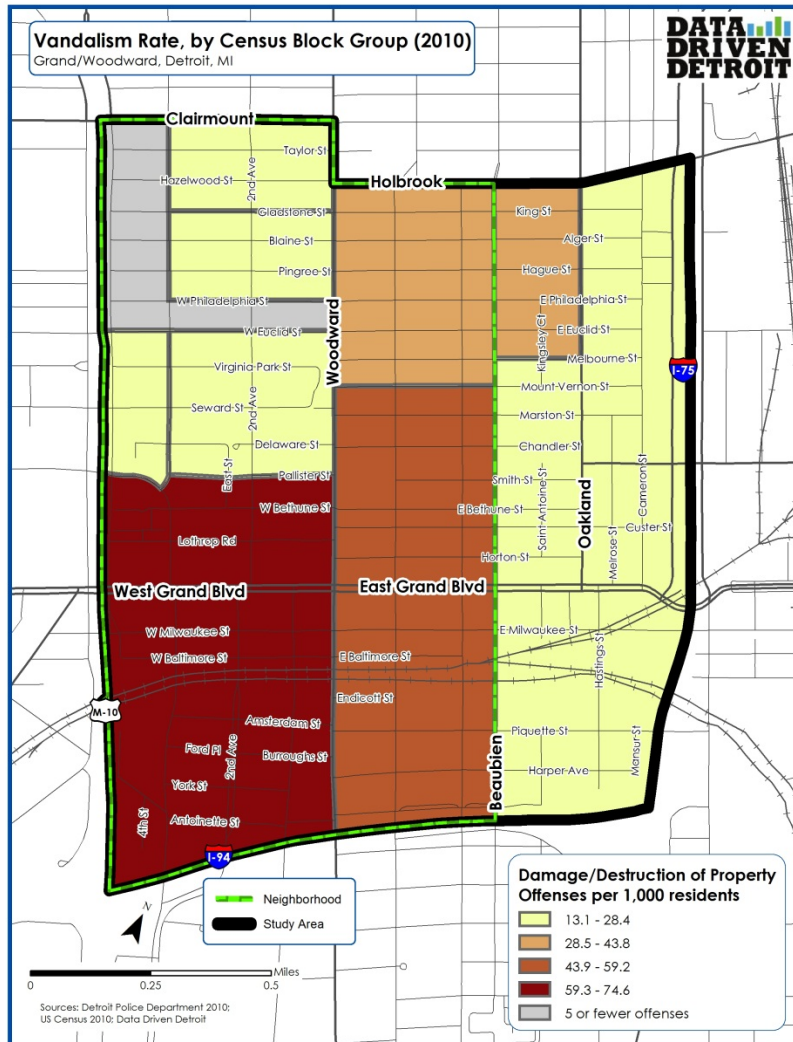 Vandalism Rate, by Census Block Group (2010)
Grand/Woodward, Detroit, MI
DATA
DRIVEN
DETROIT
Clairmount
Taylor St
2nd Ave
Hazelwood St
Holbrook
Gladstone St
King St
Blaine St
Alger St
Pingree St
Hague St
W Philadelphia St
E Philadelphia St
W Euclid St
E Euclid St
Woodward
Kingsley Ct
Melbourne St
Virginia Park St
I-75
Mount Vernon St
2nd Ave
Seward St
Marston St
Delaware St
Chandler St
East St
Pallister St
Smith St
Saint Antoine St
Cameron St
W Bethune St
E Bethune St
Oakland
Custer St
Lothrop Rd
Horton St
Melrose St
West Grand Blvd
East Grand Blvd
W Milwaukee St
E Milwaukee St
W Baltimore St
E Baltimore St
Hastings St
M-10
Endicott St
Amsterdam St
Piquette St
Ford Pl
2nd Ave
Burroughs St
Beaubien
Mansur St
Harper Ave
York St
4th St
Antoinette St
I-94
Neighborhood
Study Area
N
Miles
0 0.25 0.5
Damage/Destruction of Property
Offenses per 1,000 residents
13.1 - 28.4
28.5 - 43.8
43.9 - 59.2
59.3 - 74.6
5 or fewer offenses
Sources: Detroit Police Department 2010;
US Census 2010; Data Driven Detroit